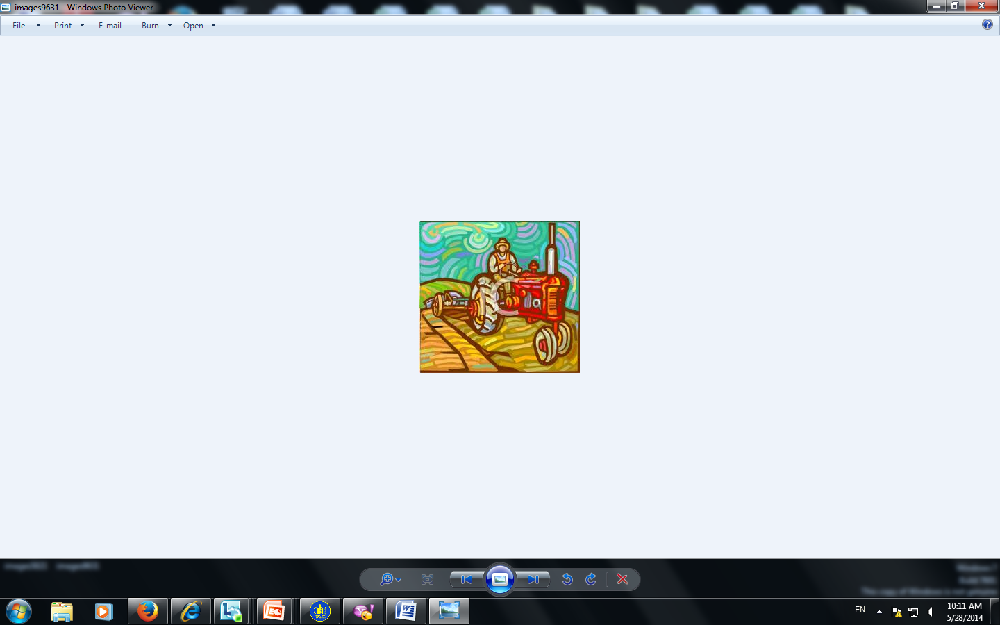 images9631 - Windows Photo Viewer
File Print E-mail Burn Open
EN
10:11 AM
5/28/2014